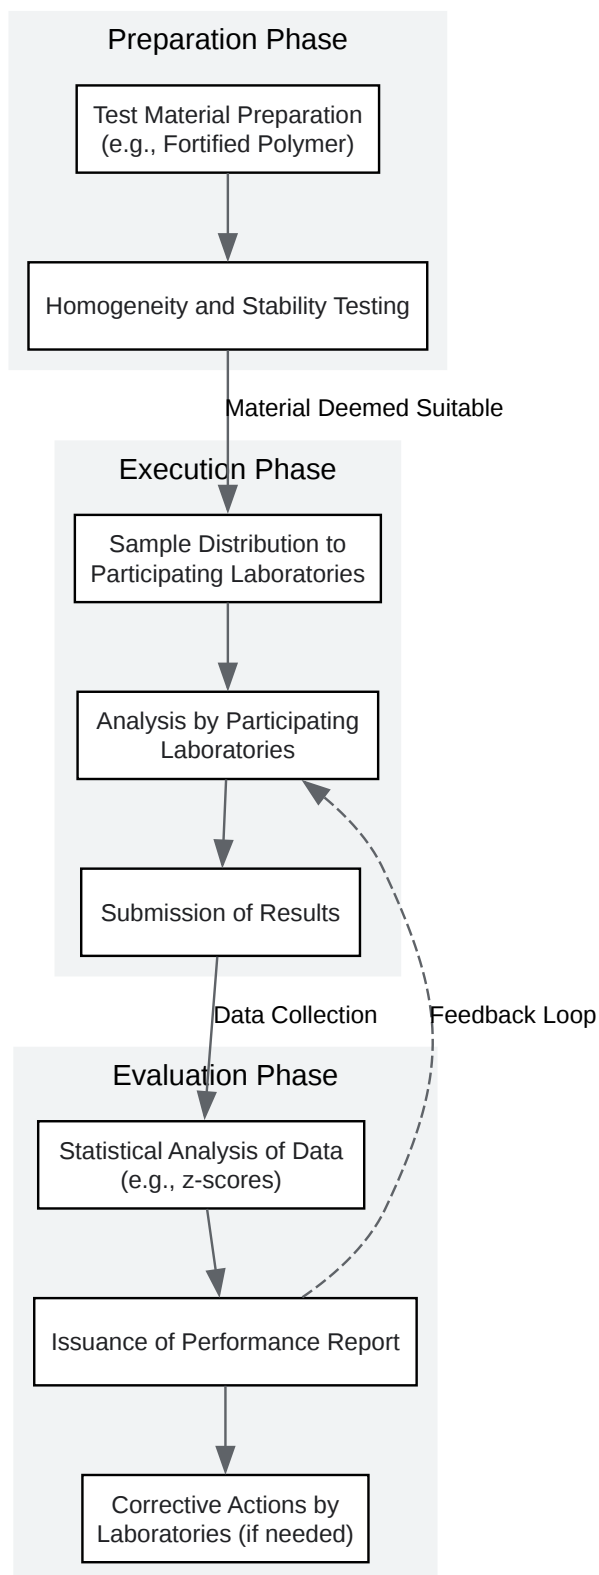 Preparation Phase
Test Material Preparation
(e.g., Fortified Polymer)
Homogeneity and Stability Testing
Material Deemed Suitable
Execution Phase
Sample Distribution to
Participating Laboratories
Analysis by Participating
Laboratories
Submission of Results
Data Collection
Feedback Loop
Evaluation Phase
Statistical Analysis of Data
(e.g., z-scores)
Issuance of Performance Report
Corrective Actions by
Laboratories (if needed)